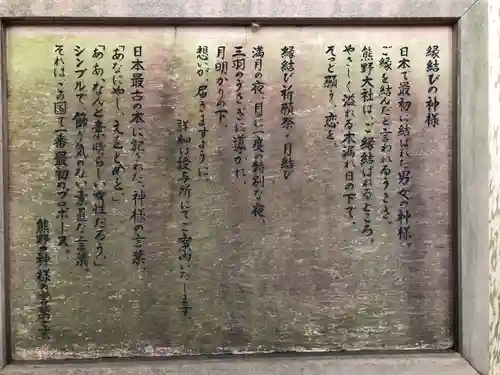 縁結びの神様
日本で最初に結ばれた男女の神様。
ご縁を結んだと言われるうさぎ。
熊野大社は、ご縁結ばれるところ。
やさしく溢れる木漏れ日の下で、
そっと願う、恋を。
縁結び祈願祭・月結び
満月の夜、月に一度の特別な夜。
三羽のうさぎに導かれ、
月明かりの下、
想いが届きますように。
詳細は授与所にてご案内いたします。
日本最古の本に記された、神様の言葉。
「あなにやし、えをとめを」
「ああ、なんと素晴らしい女性だろう」
シンプルで、飾り気のない素直な言葉。
それは、この国で一番最初のプロポーズ。
熊野の神様の言葉